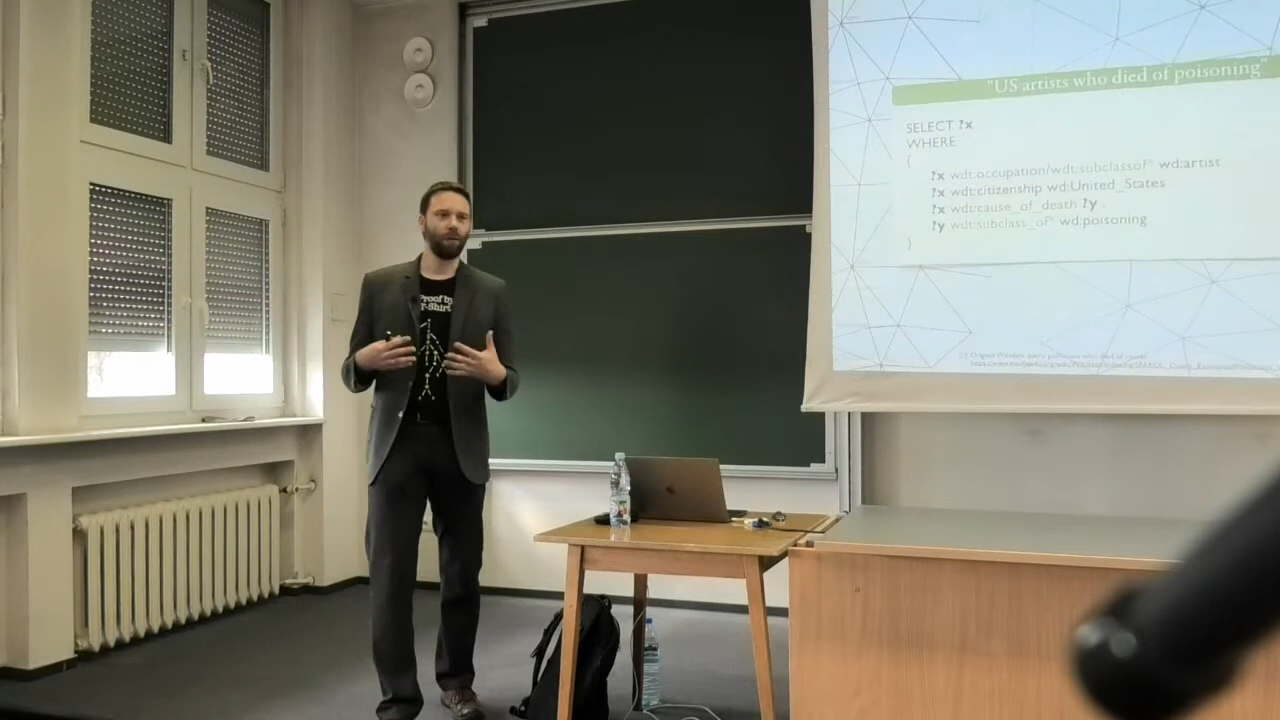 Proof by
T-Shirt
"US artists who died of poisoning"
SELECT ?x
WHERE
{
?x wdt:occupation/wdt:subclassof* wd:artist
?x wdt:citizenship wd:United_States
?x wdt:cause_of_death ?y .
?y wdt:subclass_of* wd:poisoning
}